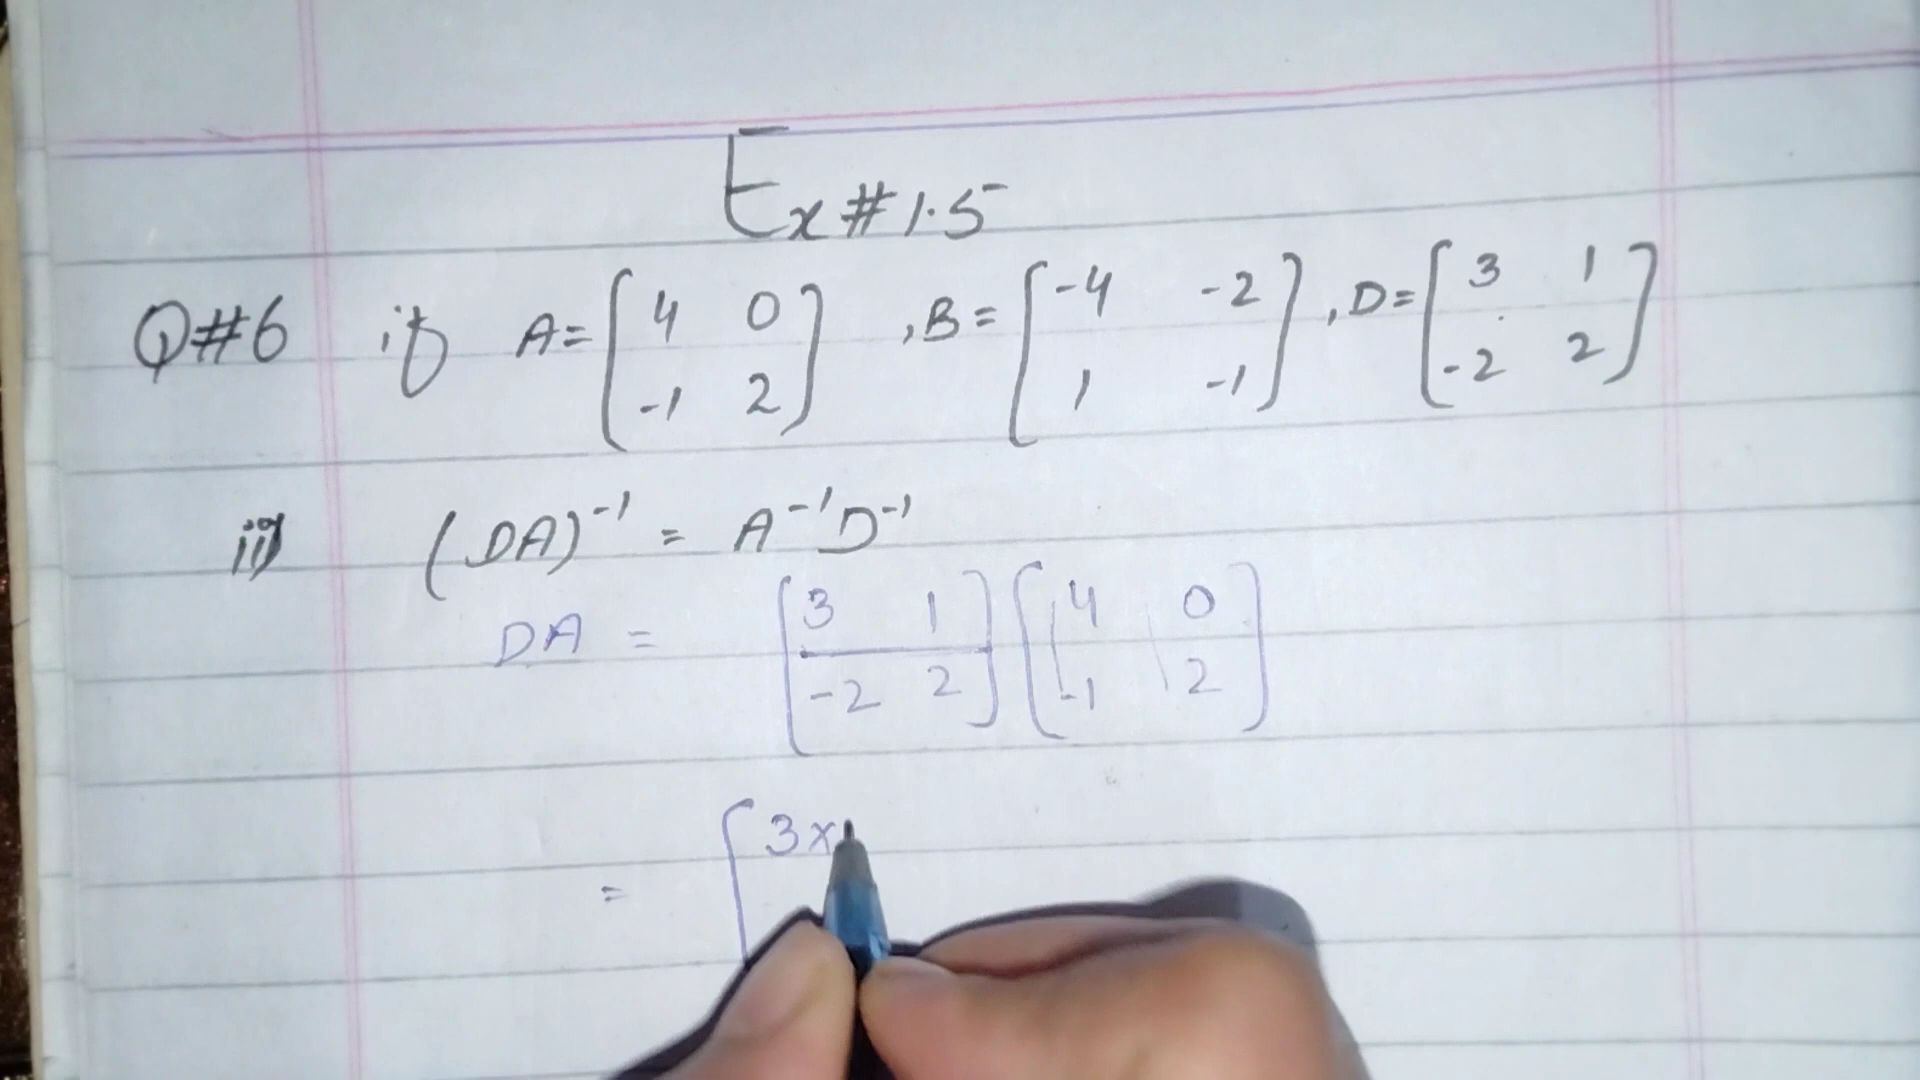 Ex#1.5
Q#6 if A=[4 0 -1 2] ,B=[-4 -2 1 -1] ,D=[3 1 -2 2]
ii) (DA)⁻¹ = A⁻¹D⁻¹
DA = [3 1 -2 2][4 0 -1 2]
= [3x